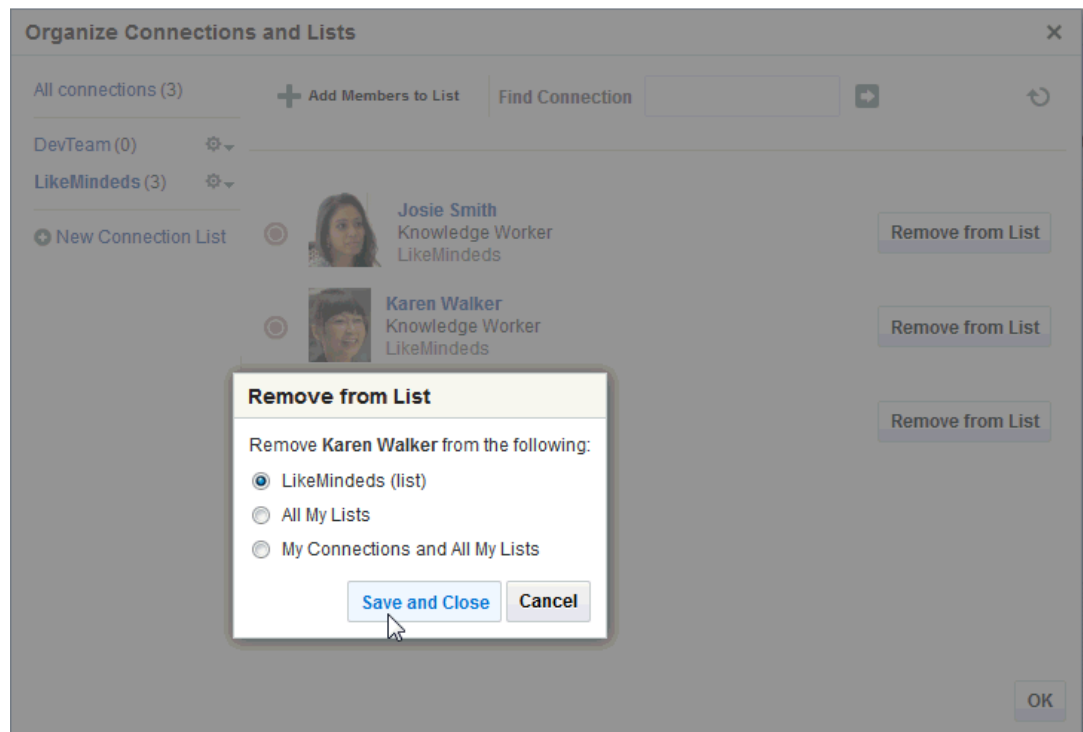 Organize Connections and Lists
All connections (3)
Add Members to List
Find Connection
DevTeam (0)
LikeMindeds (3)
New Connection List
Josie Smith
Knowledge Worker
LikeMindeds
Remove from List
Karen Walker
Knowledge Worker
LikeMindeds
Remove from List
Remove from List
Remove from List
Remove Karen Walker from the following:
LikeMindeds (list)
All My Lists
My Connections and All My Lists
Save and Close
Cancel
OK